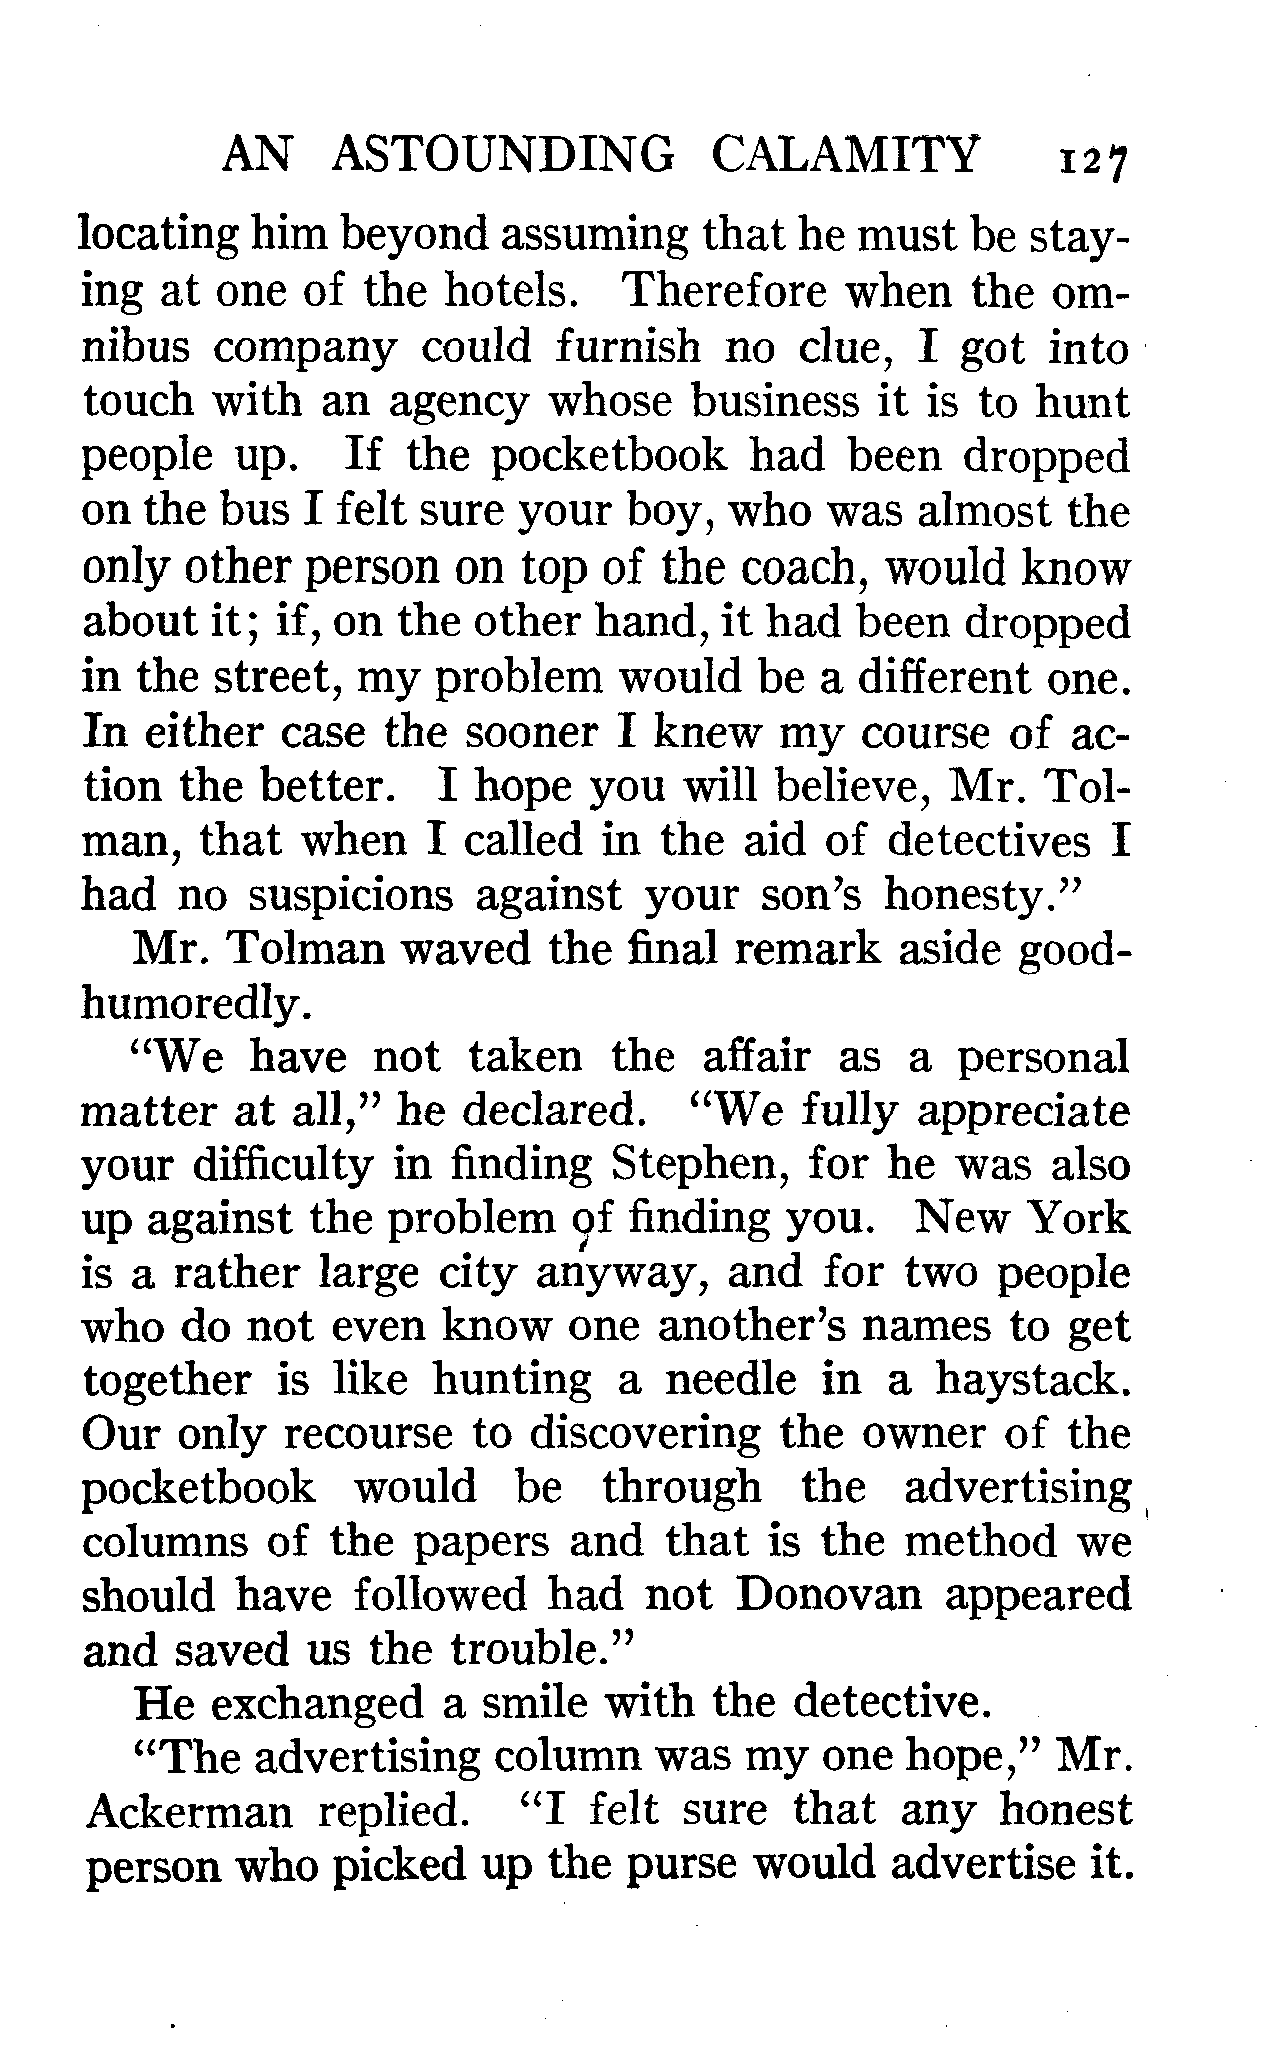 AN ASTOUNDING CALAMITY 127
locating him beyond assuming that he must be stay-
ing at one of the hotels. Therefore when the om-
nibus company could furnish no clue, I got into
touch with an agency whose business it is to hunt
people up. If the pocketbook had been dropped
on the bus I felt sure your boy, who was almost the
only other person on top of the coach, would know
about it; if, on the other hand, it had been dropped
in the street, my problem would be a different one.
In either case the sooner I knew my course of ac-
tion the better. I hope you will believe, Mr. Tol-
man, that when I called in the aid of detectives I
had no suspicions against your son's honesty."
Mr. Tolman waved the final remark aside good-
humoredly.
"We have not taken the affair as a personal
matter at all," he declared. "We fully appreciate
your difficulty in finding Stephen, for he was also
up against the problem of finding you. New York
is a rather large city anyway, and for two people
who do not even know one another's names to get
together is like hunting a needle in a haystack.
Our only recourse to discovering the owner of the
pocketbook would be through the advertising
columns of the papers and that is the method we
should have followed had not Donovan appeared
and saved us the trouble."
He exchanged a smile with the detective.
"The advertising column was my one hope," Mr.
Ackerman replied. "I felt sure that any honest
person who picked up the purse would advertise it.